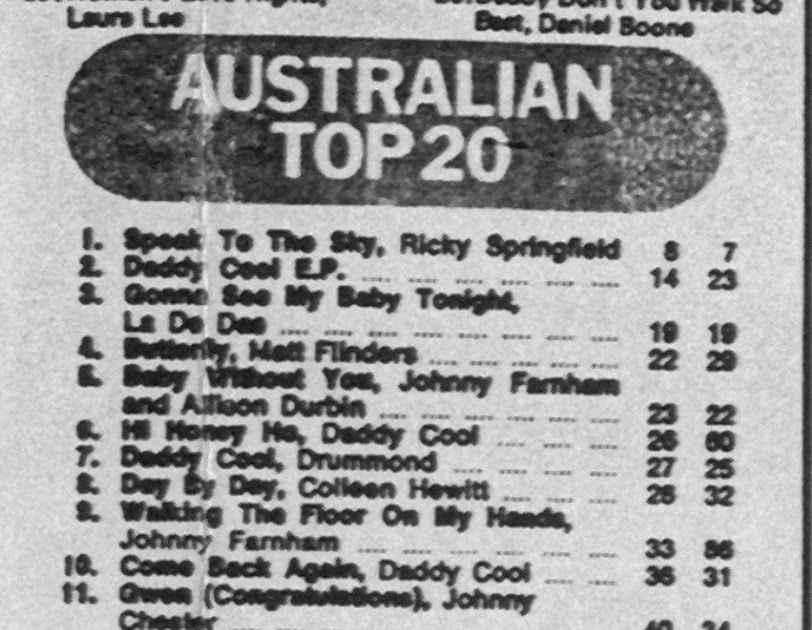 Laura Lee
Beat, Daniel Boone
AUSTRALIAN
TOP 20
1. Speak To The Sky, Ricky Springfield 8 7
2. Daddy Cool E.P. .... .... .... .... .... 14 23
3. Gonna See My Baby Tonight,
La De Das .... .... .... .... .... .... .... 19 19
4. Butterfly, Matt Flinders .... .... .... .... 22 29
5. Baby Without You, Johnny Farnham
and Allison Durbin .... .... .... .... .... 23 22
6. Hi Honey Ho, Daddy Cool .... .... .... 26 60
7. Daddy Cool, Drummond .... .... .... .... 27 25
8. Day By Day, Colleen Hewitt .... .... .... 28 32
9. Walking The Floor On My Hands,
Johnny Farnham .... .... .... .... .... .... 33
10. Come Back Again, Daddy Cool .... .... 36 31
11. Gwen (Congratulations), Johnny
Chester